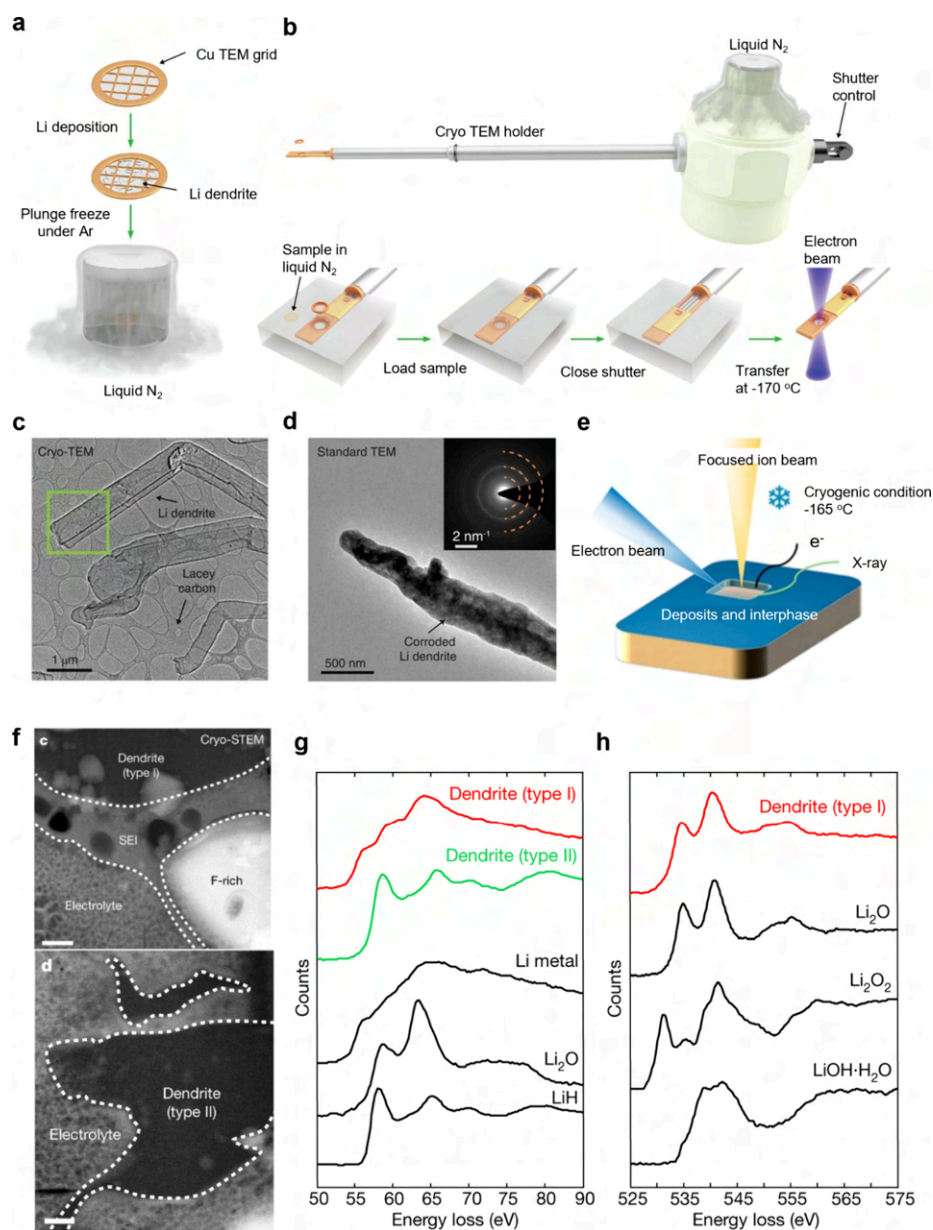 a
Cu TEM grid
Li deposition
Li dendrite
Plunge freeze
under Ar
Liquid N₂
b
Liquid N₂
Shutter
control
Cryo TEM holder
Sample in
liquid N₂
Electron
beam
Load sample
Close shutter
Transfer
at -170 °C
c
Cryo-TEM
Li dendrite
Lacey
carbon
1 μm
d
Standard TEM
2 nm⁻¹
Corroded
Li dendrite
500 nm
e
Focused ion beam
Cryogenic condition
-165 °C
Electron beam
e⁻
X-ray
Deposits and interphase
f
c
Cryo-STEM
Dendrite
(type I)
SEI
F-rich
Electrolyte
d
Dendrite
(type II)
Electrolyte
g
Dendrite (type I)
Dendrite (type II)
Li metal
Li₂O
LiH
Counts
50 55 60 65 70 75 80 85 90
Energy loss (eV)
h
Dendrite (type I)
Li₂O
Li₂O₂
LiOH·H₂O
Counts
525 535 545 555 565 575
Energy loss (eV)